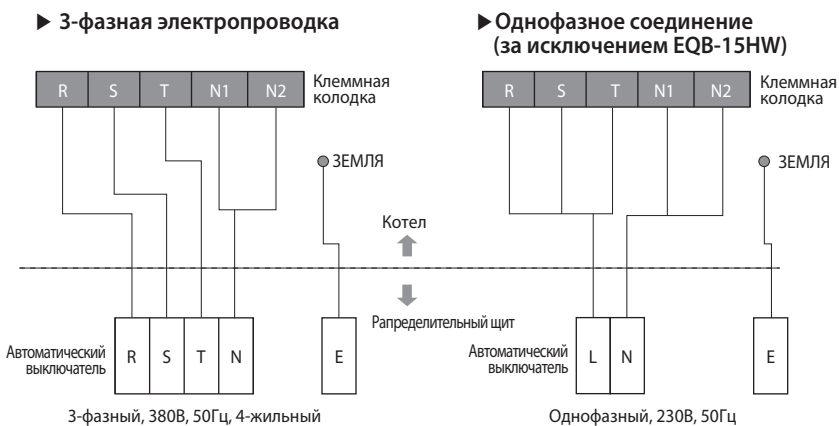 ▶ 3-фазная электропроводка
R S T N1 N2
Клеммная
колодка
ЗЕМЛЯ
Котел
Рапределительный щит
Автоматический
выключатель
R S T N
E
3-фазный, 380В, 50Гц, 4-жильный
▶ Однофазное соединение
(за исключением EQB-15HW)
R S T N1 N2
Клеммная
колодка
ЗЕМЛЯ
Автоматический
выключатель
L N
E
Однофазный, 230В, 50Гц